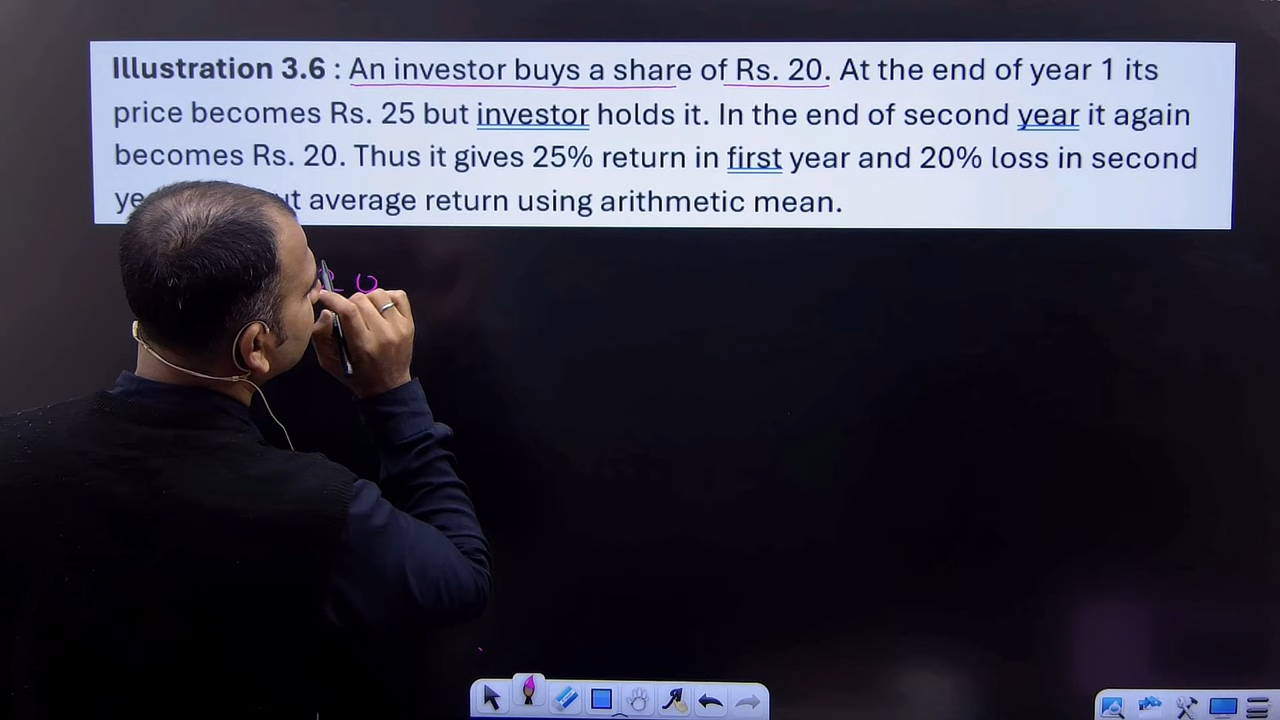 Illustration 3.6 : An investor buys a share of Rs. 20. At the end of year 1 its
price becomes Rs. 25 but investor holds it. In the end of second year it again
becomes Rs. 20. Thus it gives 25% return in first year and 20% loss in second
average return using arithmetic mean.